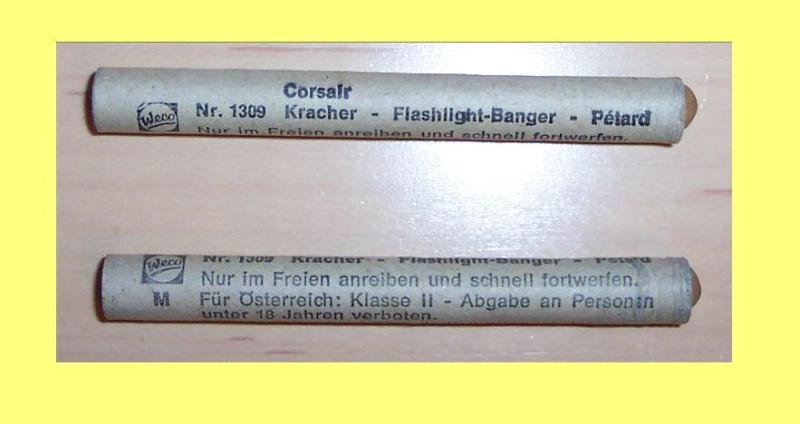 Corsair
Weco Nr. 1309 Kracher - Flashlight-Banger - Pétard
Nur im Freien anreiben und schnell fortwerfen.
Weco Nr. 1309 Kracher - Flashlight-Banger - Pétard
Nur im Freien anreiben und schnell fortwerfen.
M Für Österreich: Klasse II - Abgabe an Personen
unter 18 Jahren verboten.